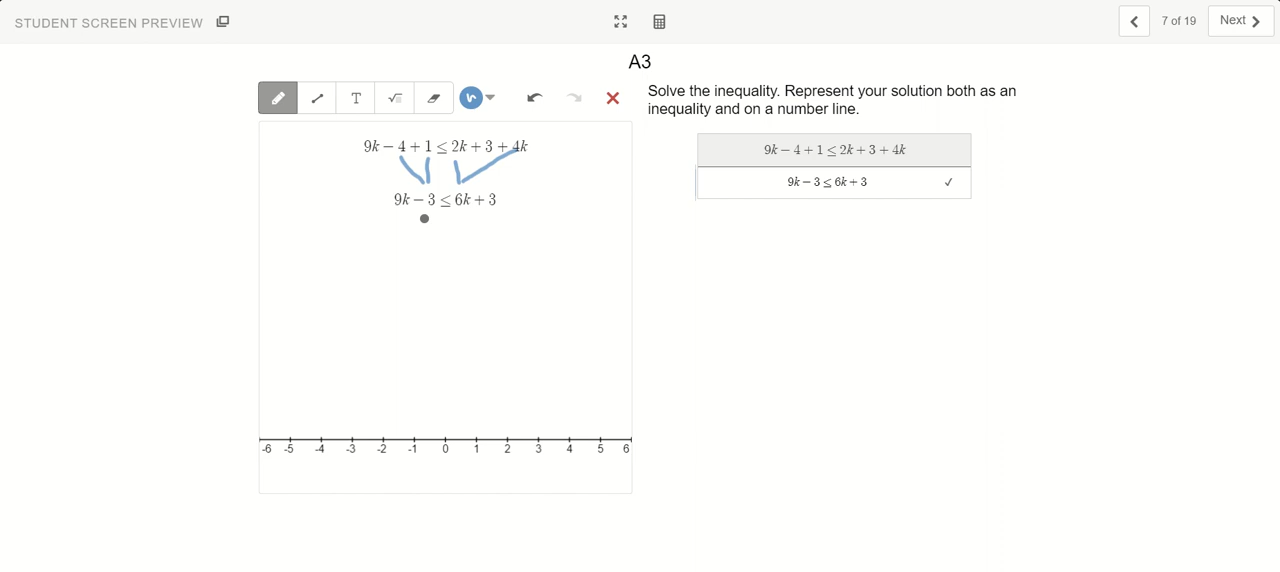 STUDENT SCREEN PREVIEW
7 of 19
Next
A3
T
√
Solve the inequality. Represent your solution both as an
inequality and on a number line.
9k − 4 + 1 ≤ 2k + 3 + 4k
9k − 3 ≤ 6k + 3
9k − 4 + 1 ≤ 2k + 3 + 4k
9k − 3 ≤ 6k + 3 ✓
-6 -5 -4 -3 -2 -1 0 1 2 3 4 5 6